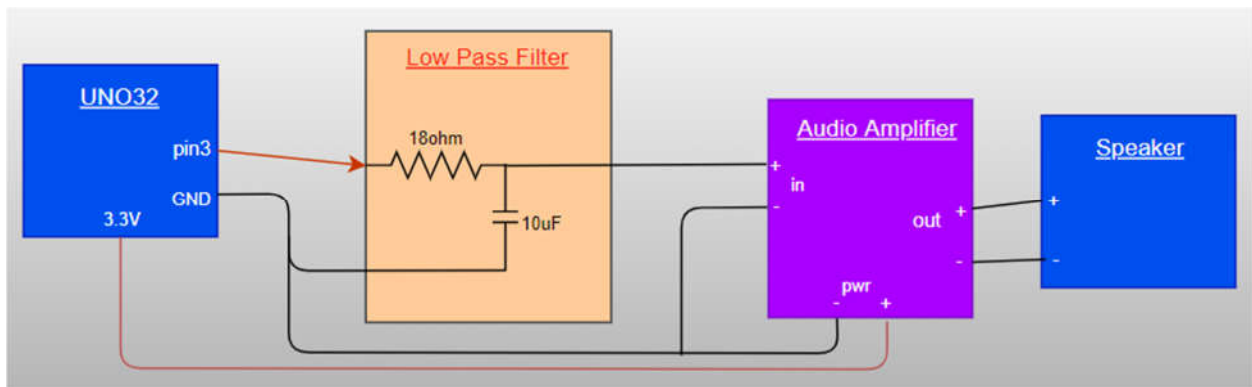 UNO32
pin3
GND
3.3V
Low Pass Filter
18ohm
10uF
Audio Amplifier
+
in
-
out
+
-
pwr
- +
Speaker
+
-